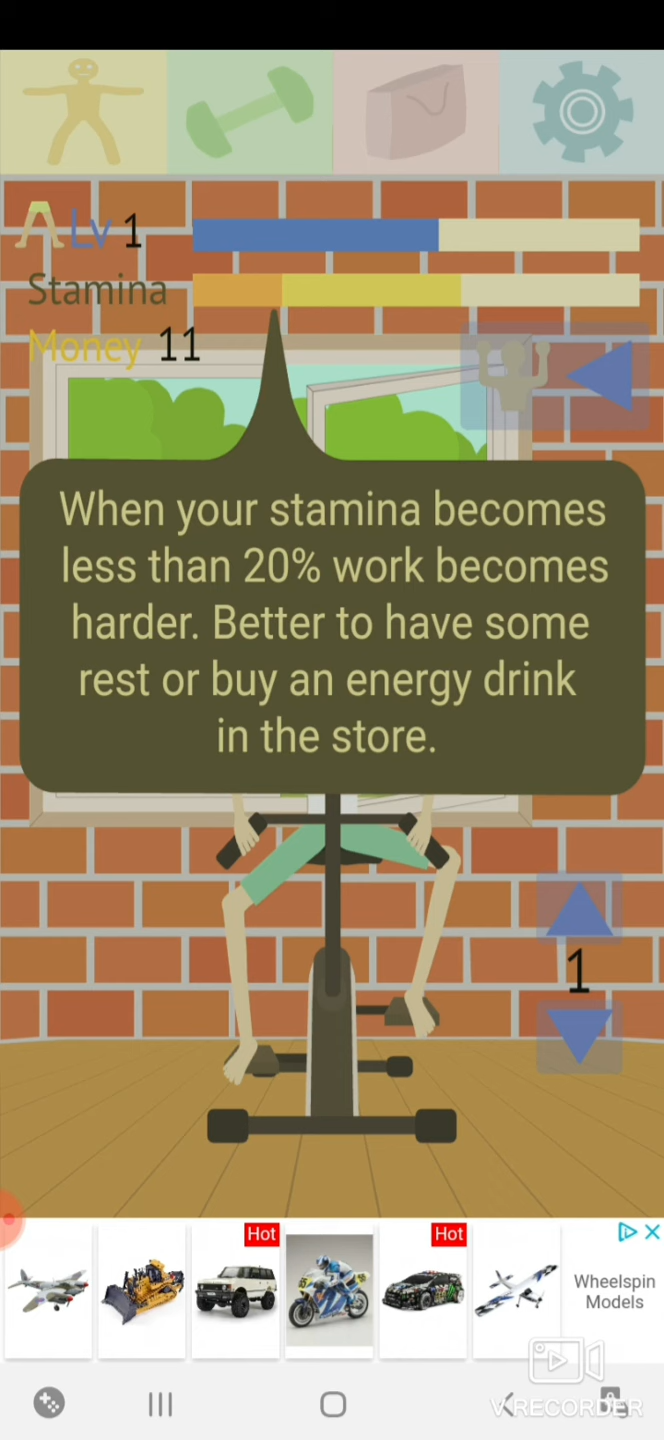 Lv 1
Stamina
Money 11
When your stamina becomes
less than 20% work becomes
harder. Better to have some
rest or buy an energy drink
in the store.
1
Hot
Hot
Wheelspin
Models
V RECORDER